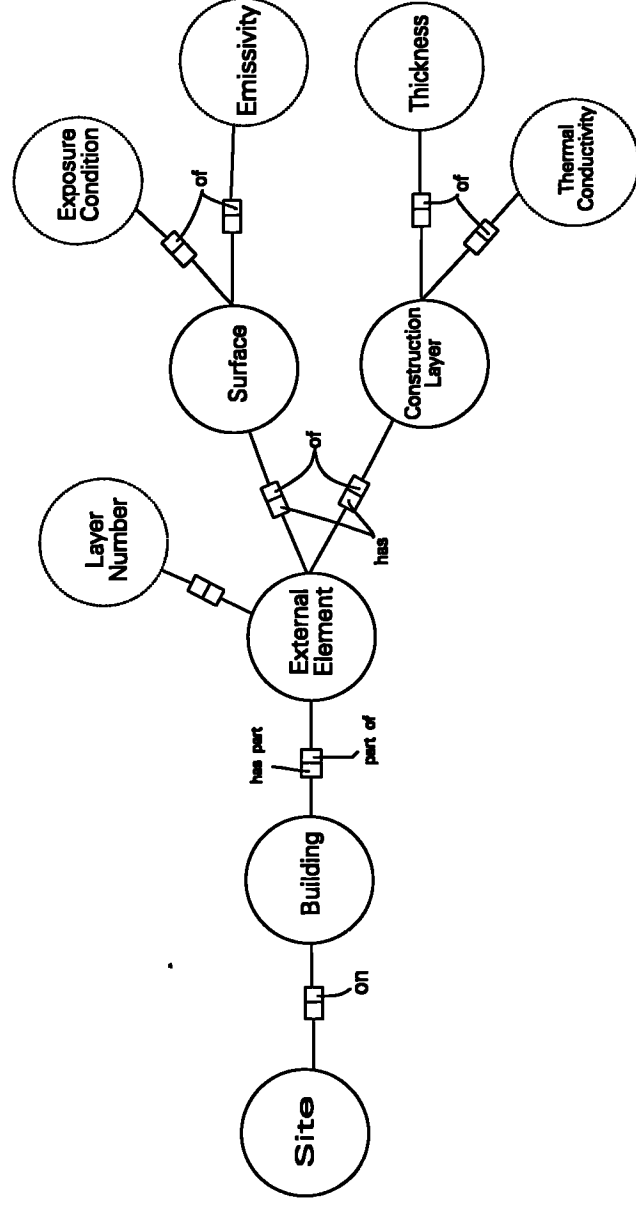 Site
on
Building
has part
part of
External
Element
Layer
Number
has
of
Surface
Construction
Layer
of
Exposure
Condition
Emissivity
of
Thickness
Thermal
Conductivity